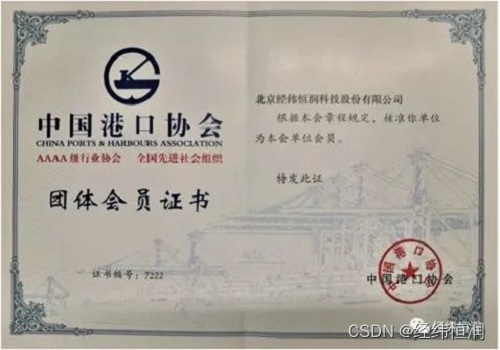 中国港口协会
CHINA PORTS & HARBOURS ASSOCIATION
AAAA级行业协会 全国先进社会组织
团体会员证书
证书编号:7222
北京经纬恒润科技股份有限公司
根据本会章程规定,核准你单位
为本会单位会员。
特发此证
中国港口协会
中国港口协会
CSDN @经纬恒润